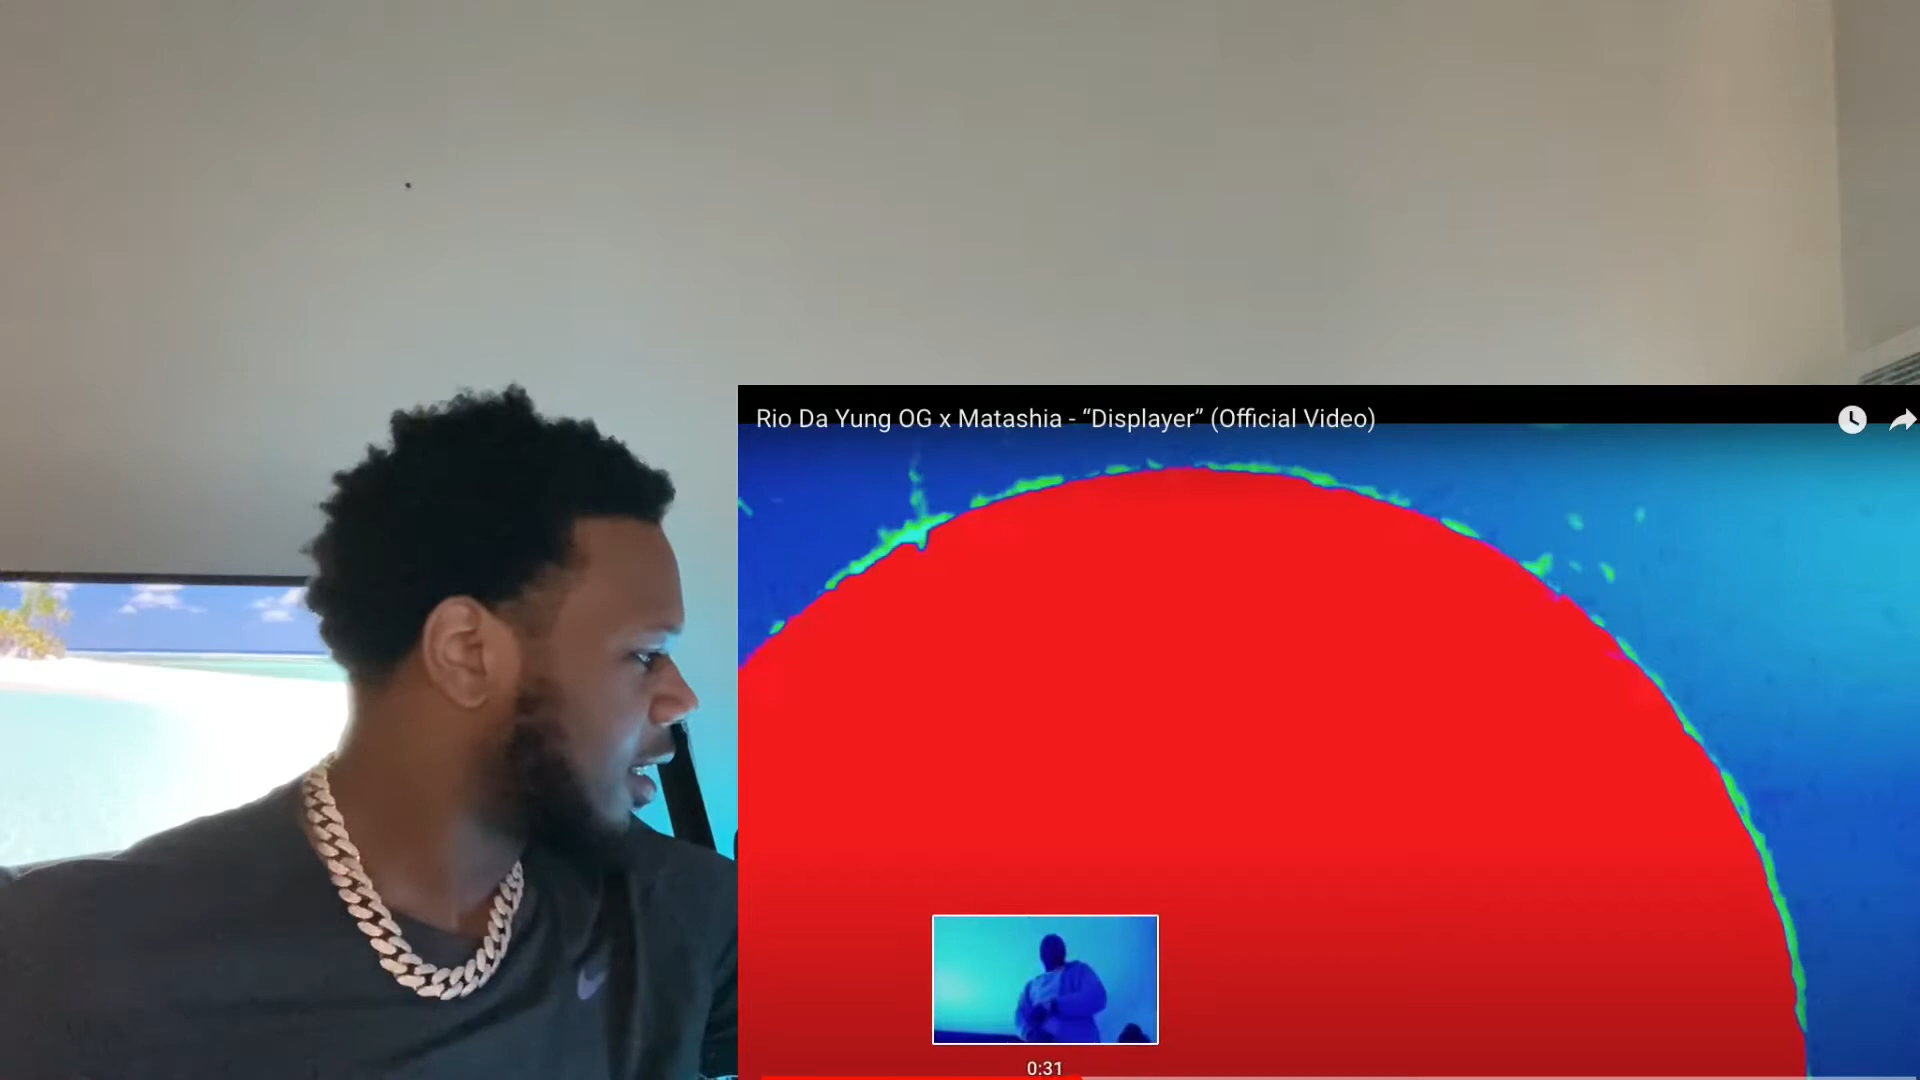 Rio Da Yung OG x Matashia - “Displayer” (Official Video)
0:31